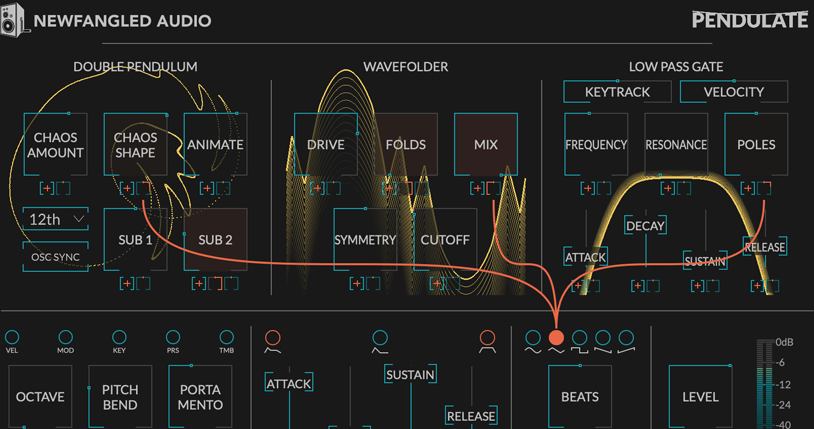 NEWFANGLED AUDIO
PENDULATE
DOUBLE PENDULUM
WAVEFOLDER
LOW PASS GATE
KEYTRACK
VELOCITY
CHAOS
AMOUNT
CHAOS
SHAPE
ANIMATE
DRIVE
FOLDS
MIX
FREQUENCY
RESONANCE
POLES
12th
OSC SYNC
SUB 1
SUB 2
SYMMETRY
CUTOFF
ATTACK
DECAY
SUSTAIN
RELEASE
VEL
MOD
KEY
PRS
TMB
OCTAVE
PITCH
BEND
PORTA
MENTO
ATTACK
SUSTAIN
RELEASE
BEATS
LEVEL
0dB
-6
-12
-24
-40